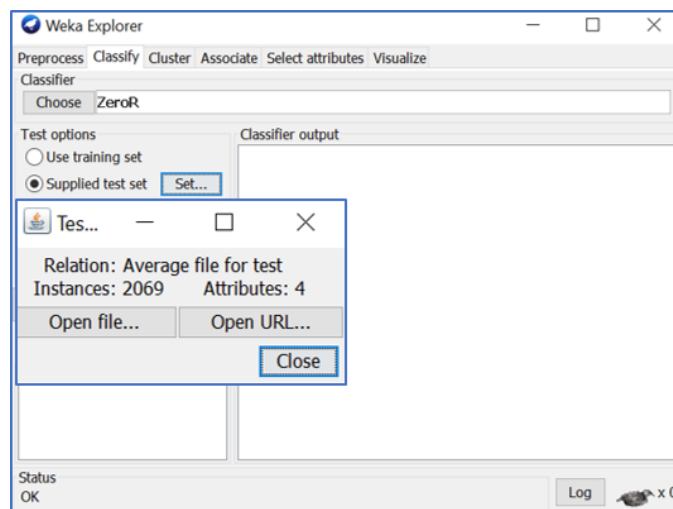 Weka Explorer
Preprocess Classify Cluster Associate Select attributes Visualize
Classifier
Choose ZeroR
Test options
Classifier output
Use training set
Supplied test set Set...
Tes...
Relation: Average file for test
Instances: 2069 Attributes: 4
Open file... Open URL...
Close
Status
OK
Log
x 0